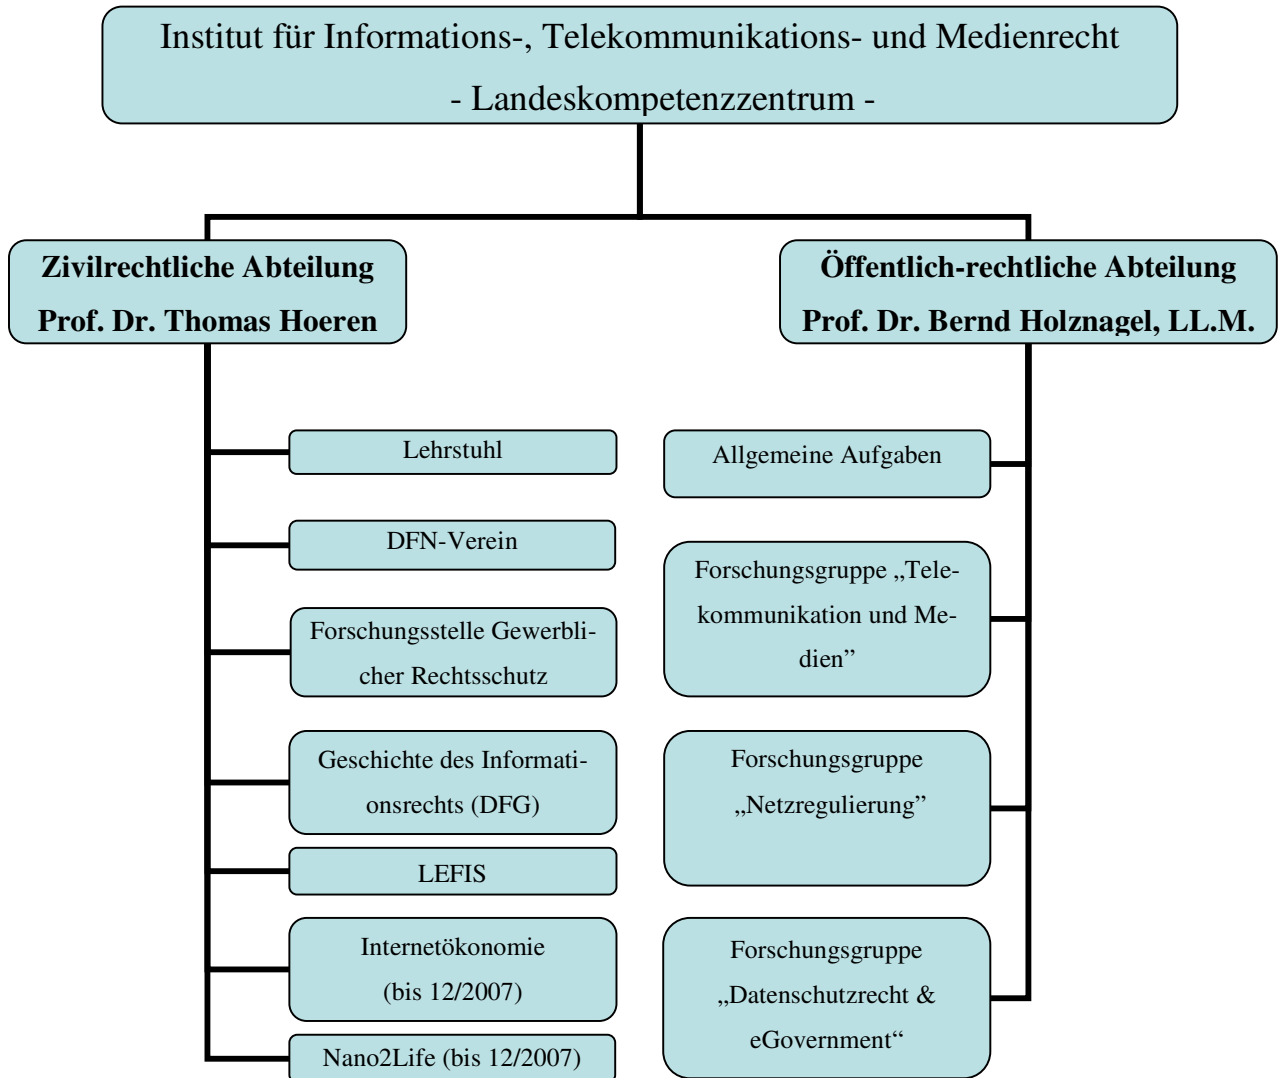 Institut für Informations-, Telekommunikations- und Medienrecht
- Landeskompetenzzentrum -
Zivilrechtliche Abteilung
Prof. Dr. Thomas Hoeren
Öffentlich-rechtliche Abteilung
Prof. Dr. Bernd Holznagel, LL.M.
Lehrstuhl
DFN-Verein
Forschungsstelle Gewerbli-
cher Rechtsschutz
Geschichte des Informati-
onsrechts (DFG)
LEFIS
Internetökonomie
(bis 12/2007)
Nano2Life (bis 12/2007)
Allgemeine Aufgaben
Forschungsgruppe „Tele-
kommunikation und Me-
dien”
Forschungsgruppe
„Netzregulierung”
Forschungsgruppe
„Datenschutzrecht &
eGovernment“